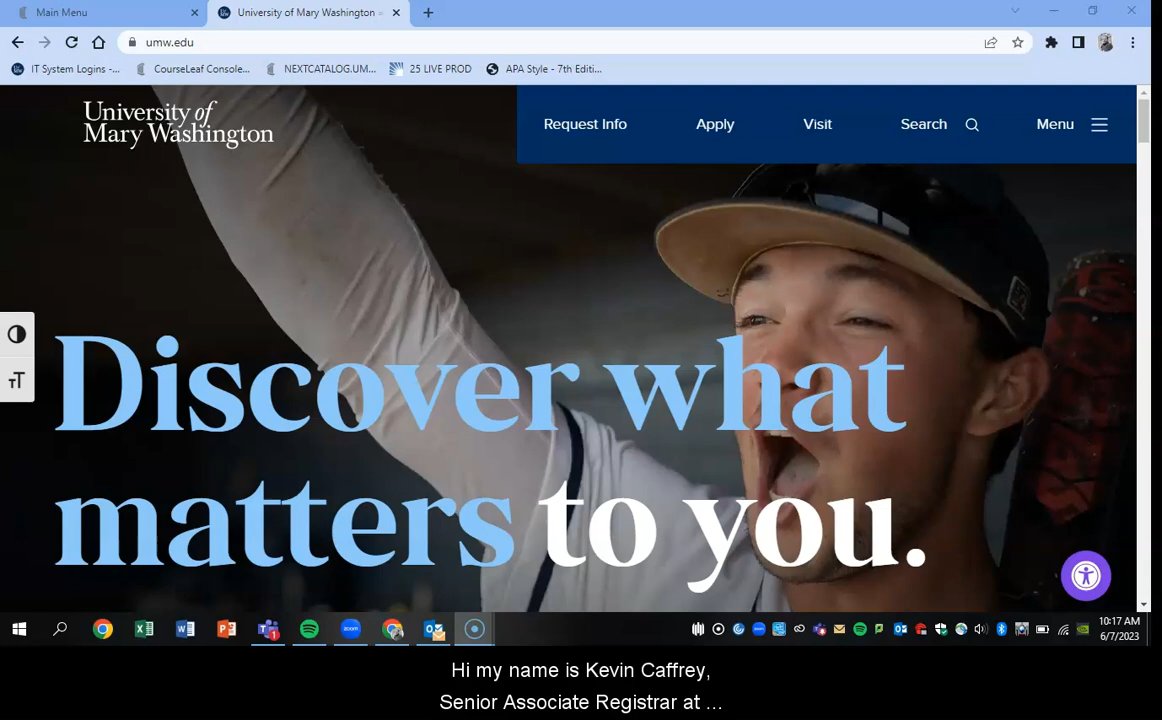 Main Menu
University of Mary Washington
umw.edu
IT System Logins -...
CourseLeaf Console...
NEXTCATALOG.UM...
25 LIVE PROD
APA Style - 7th Editi...
University of
Mary Washington
Request Info
Apply
Visit
Search
Menu
Discover what
matters to you.
10:17 AM
6/7/2023
Hi my name is Kevin Caffrey,
Senior Associate Registrar at ...